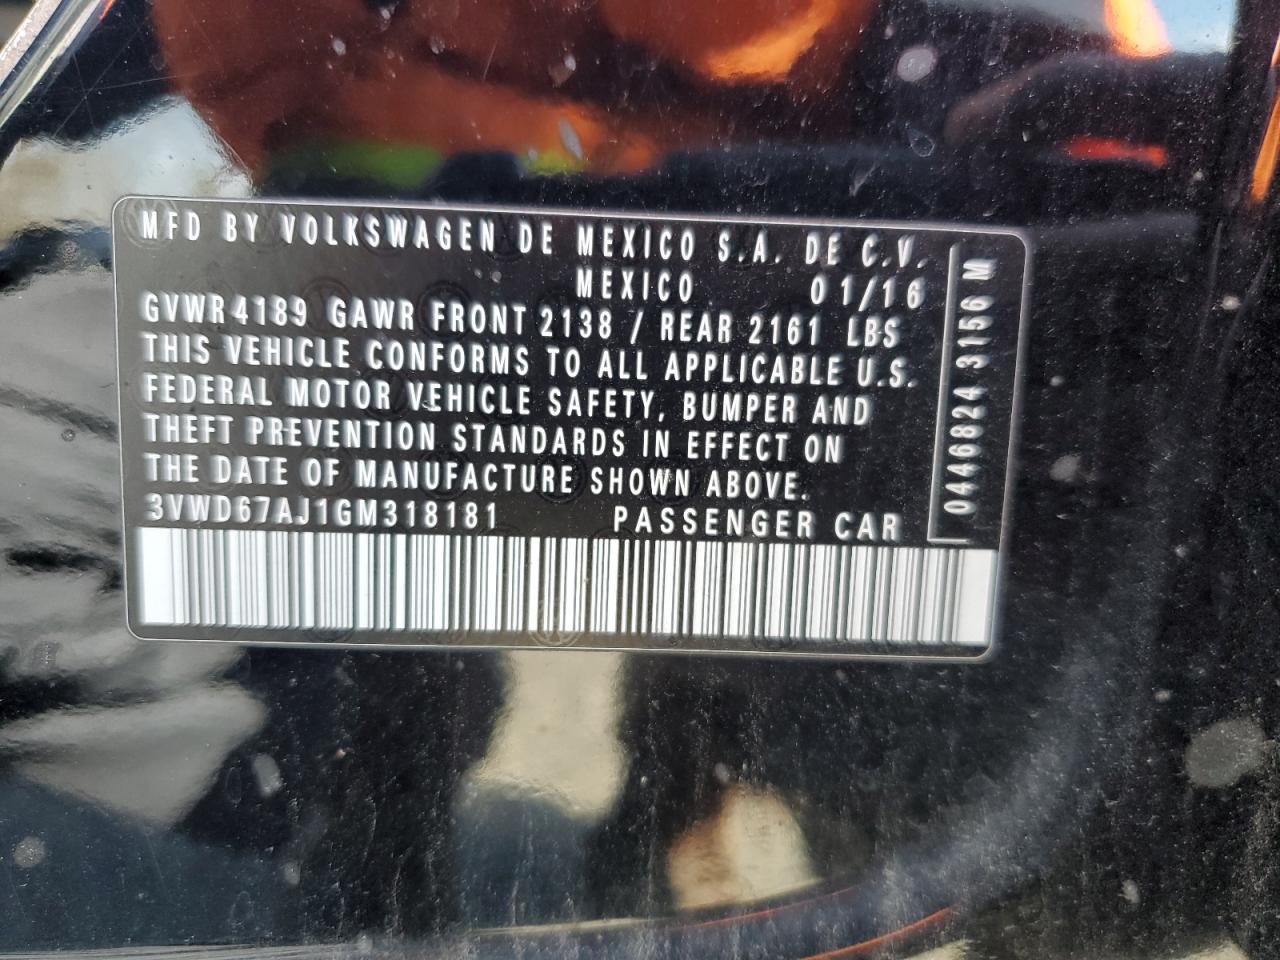 MFD BY VOLKSWAGEN DE MEXICO S.A. DE C.V.
MEXICO 01/16
GVWR 4189 GAWR FRONT 2138 / REAR 2161 LBS
THIS VEHICLE CONFORMS TO ALL APPLICABLE U.S.
FEDERAL MOTOR VEHICLE SAFETY, BUMPER AND
THEFT PREVENTION STANDARDS IN EFFECT ON
THE DATE OF MANUFACTURE SHOWN ABOVE.
3VWD67AJ1GM318181 PASSENGER CAR
0446824 3156 M